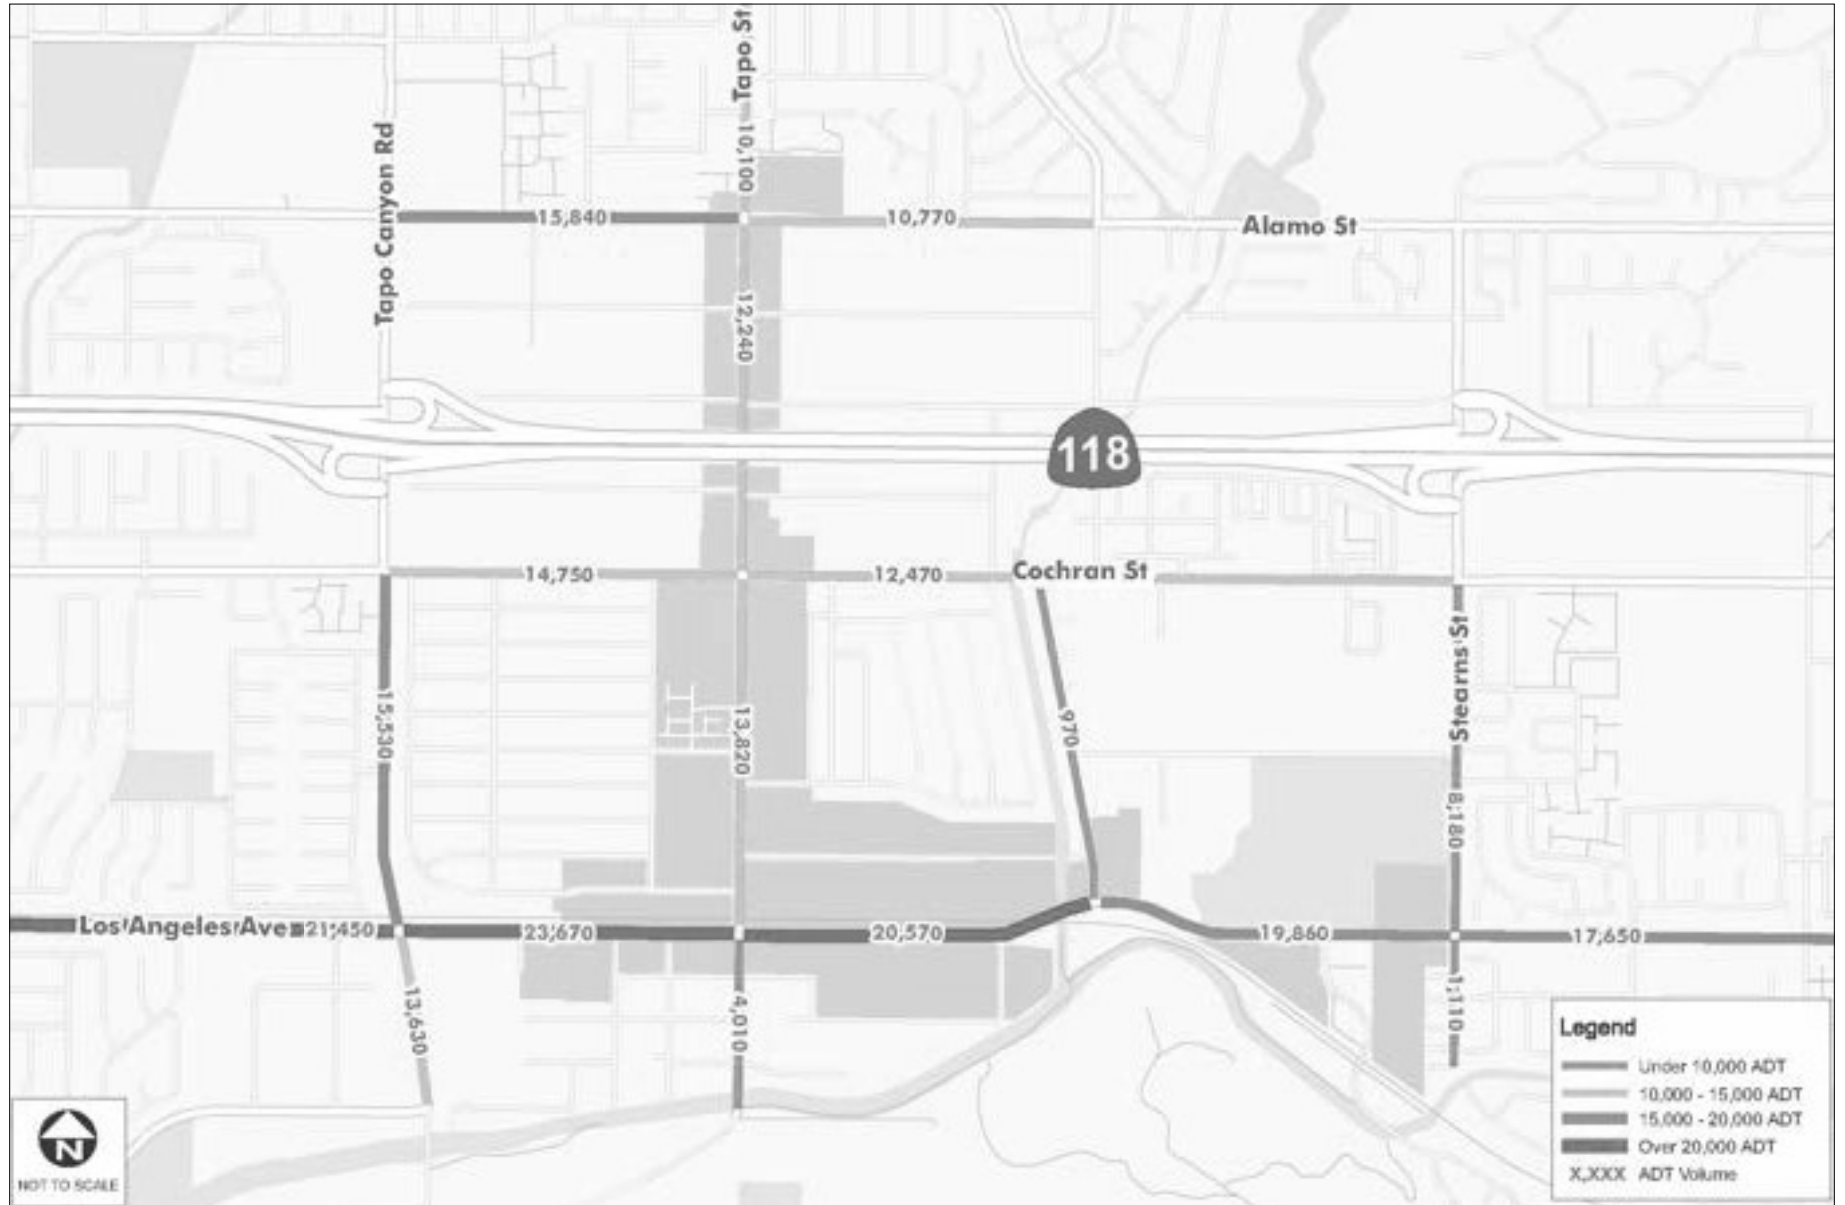 Tapo St
10,100
Tapo Canyon Rd
15,840
10,770
Alamo St
12,240
118
14,750
12,470
Cochran St
Stearns St
15,530
13,820
970
8,180
Los Angeles Ave
21,450
23,670
20,570
19,860
17,650
13,630
4,010
1,110
Legend
Under 10,000 ADT
10,000 - 15,000 ADT
15,000 - 20,000 ADT
Over 20,000 ADT
X,XXX ADT Volume
N
NOT TO SCALE